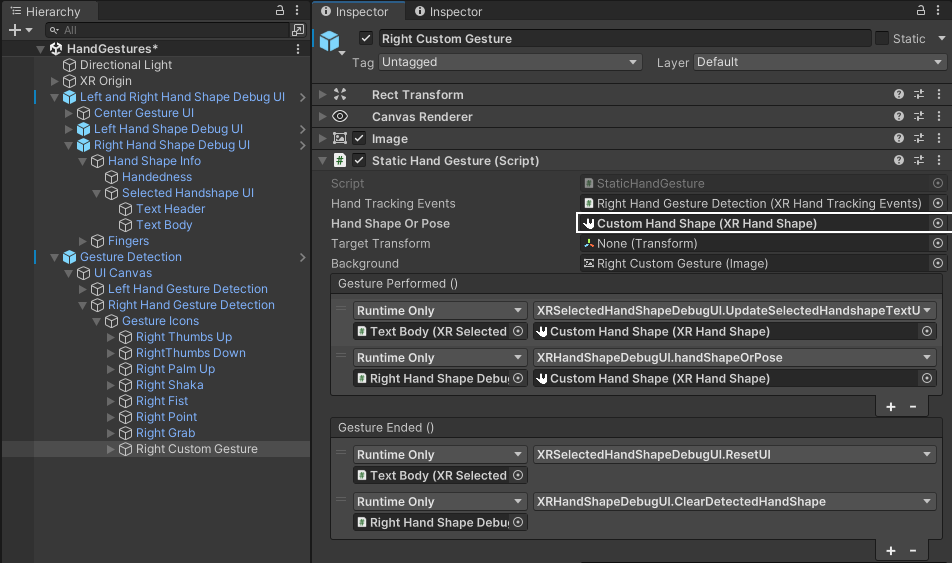 Hierarchy
All
HandGestures*
Directional Light
XR Origin
Left and Right Hand Shape Debug UI
Center Gesture UI
Left Hand Shape Debug UI
Right Hand Shape Debug UI
Hand Shape Info
Handedness
Selected Handshape UI
Text Header
Text Body
Fingers
Gesture Detection
UI Canvas
Left Hand Gesture Detection
Right Hand Gesture Detection
Gesture Icons
Right Thumbs Up
RightThumbs Down
Right Palm Up
Right Shaka
Right Fist
Right Point
Right Grab
Right Custom Gesture
Inspector
Inspector
Right Custom Gesture
Static
Tag
Untagged
Layer
Default
Rect Transform
Canvas Renderer
Image
Static Hand Gesture (Script)
Script
StaticHandGesture
Hand Tracking Events
Right Hand Gesture Detection (XR Hand Tracking Events)
Hand Shape Or Pose
Custom Hand Shape (XR Hand Shape)
Target Transform
None (Transform)
Background
Right Custom Gesture (Image)
Gesture Performed ()
Runtime Only
XRSelectedHandShapeDebugUI.UpdateSelectedHandshapeTextU
Text Body (XR Selected
Custom Hand Shape (XR Hand Shape)
Runtime Only
XRHandShapeDebugUI.handShapeOrPose
Right Hand Shape Debu
Custom Hand Shape (XR Hand Shape)
Gesture Ended ()
Runtime Only
XRSelectedHandShapeDebugUI.ResetUI
Text Body (XR Selected
Runtime Only
XRHandShapeDebugUI.ClearDetectedHandShape
Right Hand Shape Debu